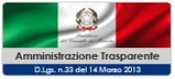 Amministrazione Trasparente
D.Lgs. n.33 del 14 Marzo 2013